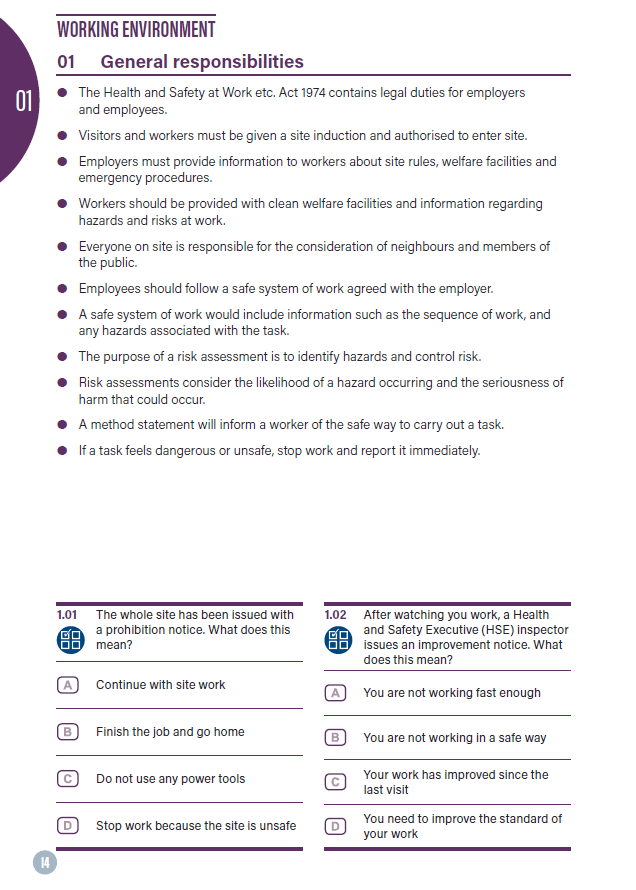 WORKING ENVIRONMENT
01 General responsibilities
01
● The Health and Safety at Work etc. Act 1974 contains legal duties for employers
and employees.
● Visitors and workers must be given a site induction and authorised to enter site.
● Employers must provide information to workers about site rules, welfare facilities and
emergency procedures.
● Workers should be provided with clean welfare facilities and information regarding
hazards and risks at work.
● Everyone on site is responsible for the consideration of neighbours and members of
the public.
● Employees should follow a safe system of work agreed with the employer.
● A safe system of work would include information such as the sequence of work, and
any hazards associated with the task.
● The purpose of a risk assessment is to identify hazards and control risk.
● Risk assessments consider the likelihood of a hazard occurring and the seriousness of
harm that could occur.
● A method statement will inform a worker of the safe way to carry out a task.
● If a task feels dangerous or unsafe, stop work and report it immediately.
1.01 The whole site has been issued with
a prohibition notice. What does this
mean?
A Continue with site work
B Finish the job and go home
C Do not use any power tools
D Stop work because the site is unsafe
1.02 After watching you work, a Health
and Safety Executive (HSE) inspector
issues an improvement notice. What
does this mean?
A You are not working fast enough
B You are not working in a safe way
C Your work has improved since the
last visit
D You need to improve the standard of
your work
14